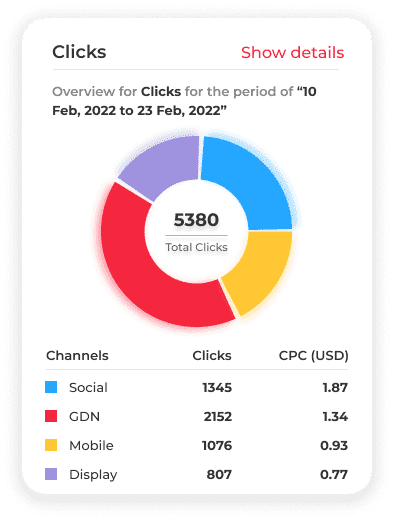 Clicks Show details
Overview for Clicks for the period of “10
Feb, 2022 to 23 Feb, 2022”
5380
Total Clicks
Channels Clicks CPC (USD)
Social 1345 1.87
GDN 2152 1.34
Mobile 1076 0.93
Display 807 0.77